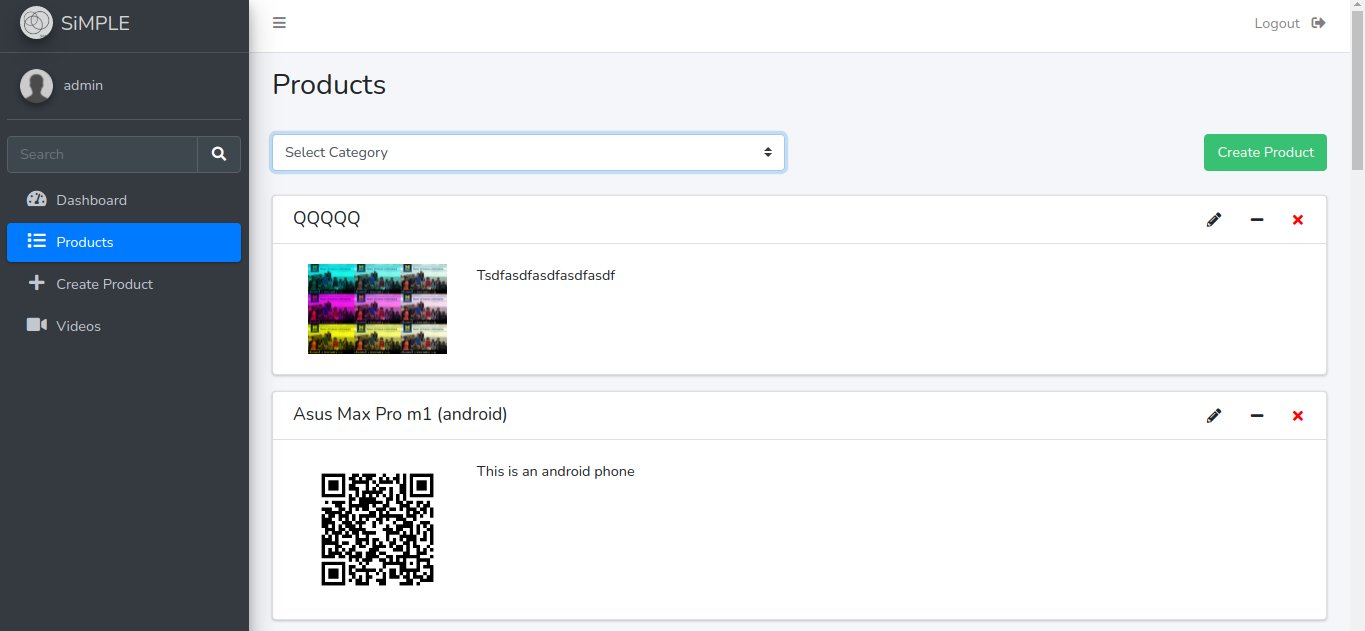 SiMPLE
Logout
admin
Products
Search
Select Category
Create Product
Dashboard
Products
Create Product
Videos
QQQQQ
Tsdfasdfasdfasdfasdf
Asus Max Pro m1 (android)
This is an android phone